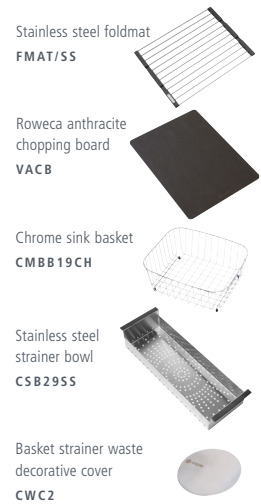 Stainless steel foldmat
FMAT/SS
Roweca anthracite
chopping board
VACB
Chrome sink basket
CMBB19CH
Stainless steel
strainer bowl
CSB29SS
Basket strainer waste
decorative cover
CWC2